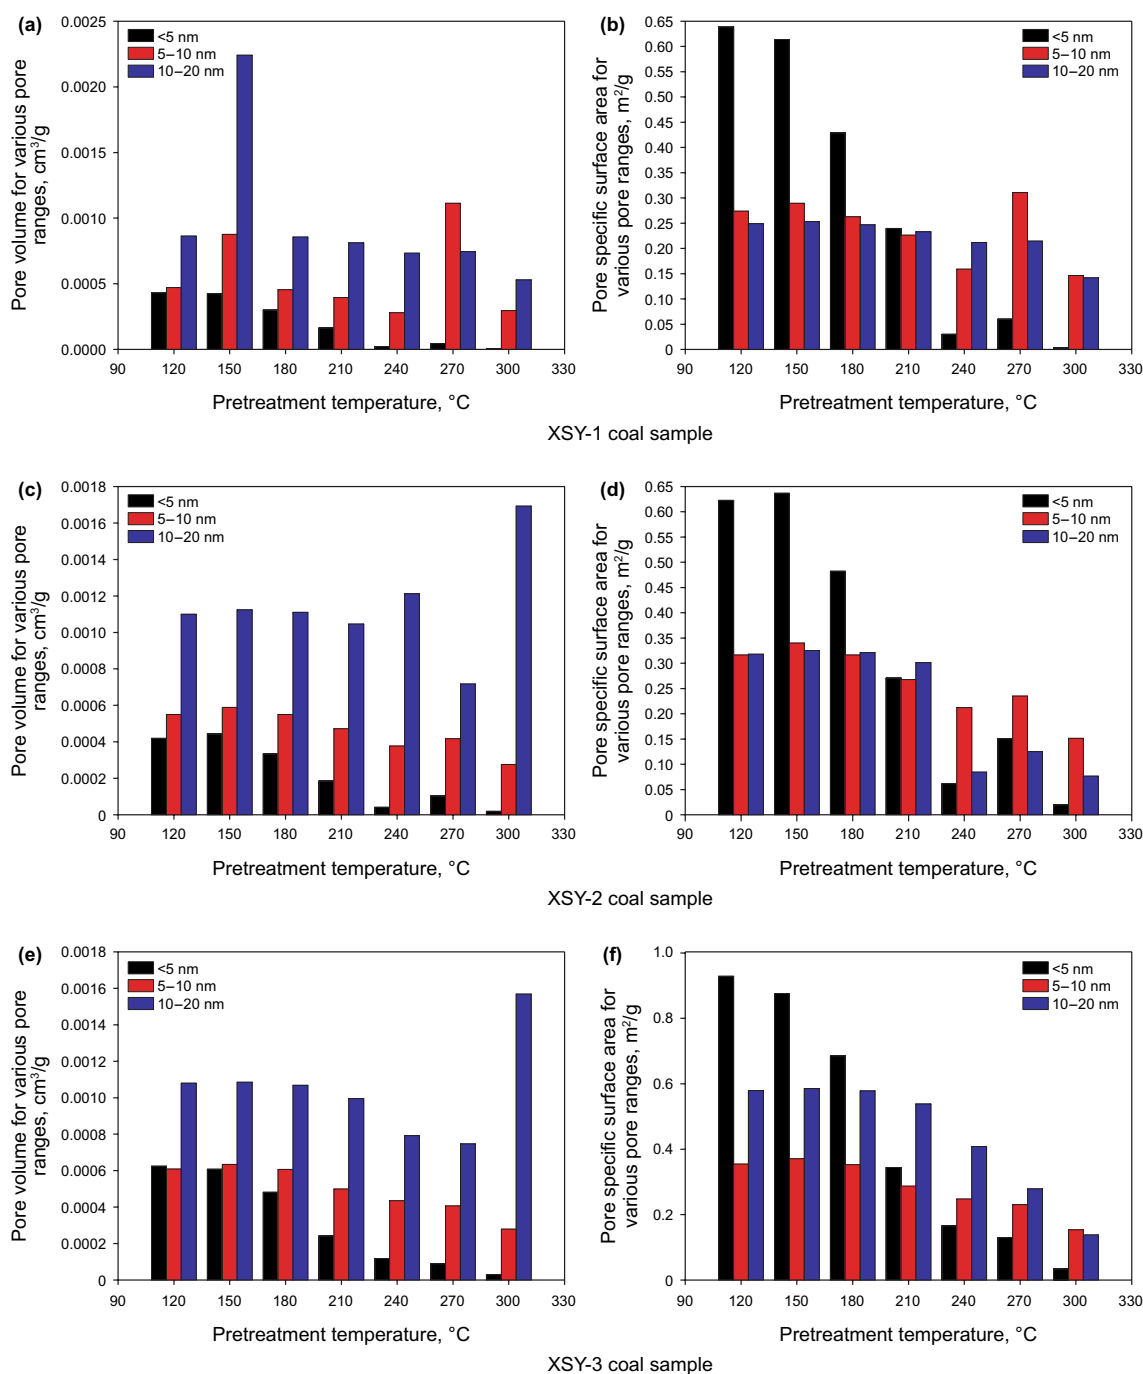 (a)
0.0025
0.0020
0.0015
0.0010
0.0005
0.0000
Pore volume for various pore
ranges, cm³/g
<5 nm
5–10 nm
10–20 nm
90 120 150 180 210 240 270 300 330
Pretreatment temperature, °C
(b)
0.65
0.60
0.55
0.50
0.45
0.40
0.35
0.30
0.25
0.20
0.15
0.10
0.05
0
Pore specific surface area for
various pore ranges, m²/g
<5 nm
5–10 nm
10–20 nm
90 120 150 180 210 240 270 300 330
Pretreatment temperature, °C
XSY-1 coal sample
(c)
0.0018
0.0016
0.0014
0.0012
0.0010
0.0008
0.0006
0.0004
0.0002
0
Pore volume for various pore
ranges, cm³/g
<5 nm
5–10 nm
10–20 nm
90 120 150 180 210 240 270 300 330
Pretreatment temperature, °C
(d)
0.65
0.60
0.55
0.50
0.45
0.40
0.35
0.30
0.25
0.20
0.15
0.10
0.05
0
Pore specific surface area for
various pore ranges, m²/g
<5 nm
5–10 nm
10–20 nm
90 120 150 180 210 240 270 300 330
Pretreatment temperature, °C
XSY-2 coal sample
(e)
0.0018
0.0016
0.0014
0.0012
0.0010
0.0008
0.0006
0.0004
0.0002
0
Pore volume for various pore
ranges, cm³/g
<5 nm
5–10 nm
10–20 nm
90 120 150 180 210 240 270 300 330
Pretreatment temperature, °C
(f)
1.0
0.8
0.6
0.4
0.2
0
Pore specific surface area for
various pore ranges, m²/g
<5 nm
5–10 nm
10–20 nm
90 120 150 180 210 240 270 300 330
Pretreatment temperature, °C
XSY-3 coal sample